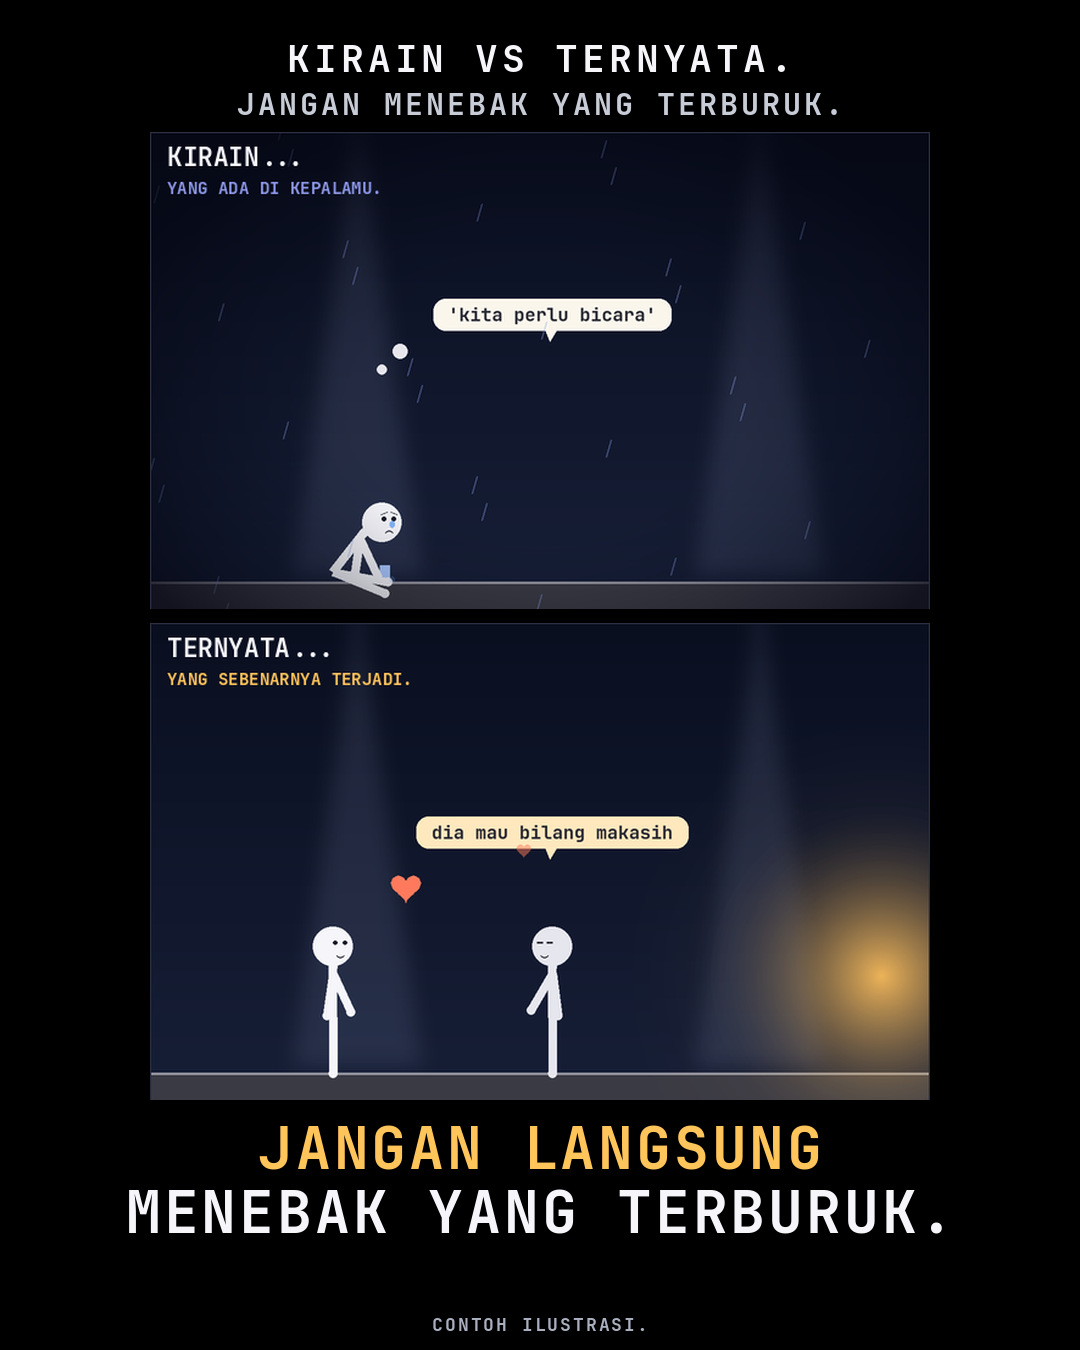 KIRAIN VS TERNYATA.
JANGAN MENEBAK YANG TERBURUK.
KIRAIN...
YANG ADA DI KEPALAMU.
'kita perlu bicara'
TERNYATA...
YANG SEBENARNYA TERJADI.
dia mau bilang makasih
JANGAN LANGSUNG
MENEBAK YANG TERBURUK.
CONTOH ILUSTRASI.